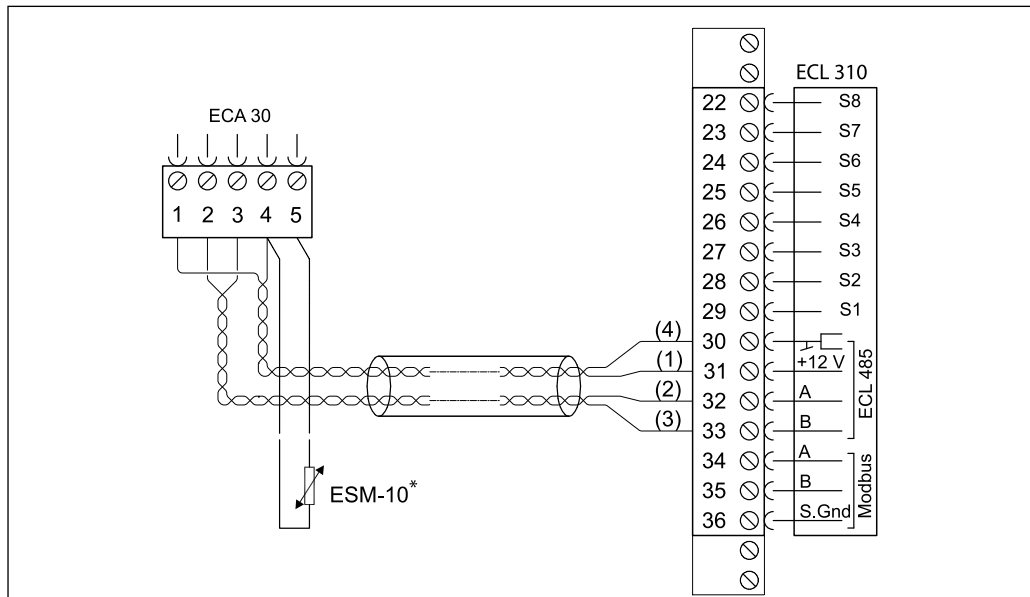 ECA 30
1 2 3 4 5
ESM-10*
(4)
(1)
(2)
(3)
ECL 310
22 S8
23 S7
24 S6
25 S5
26 S4
27 S3
28 S2
29 S1
30
31 +12 V
32 A
33 B
ECL 485
34 A
35 B
36 S.Gnd
Modbus